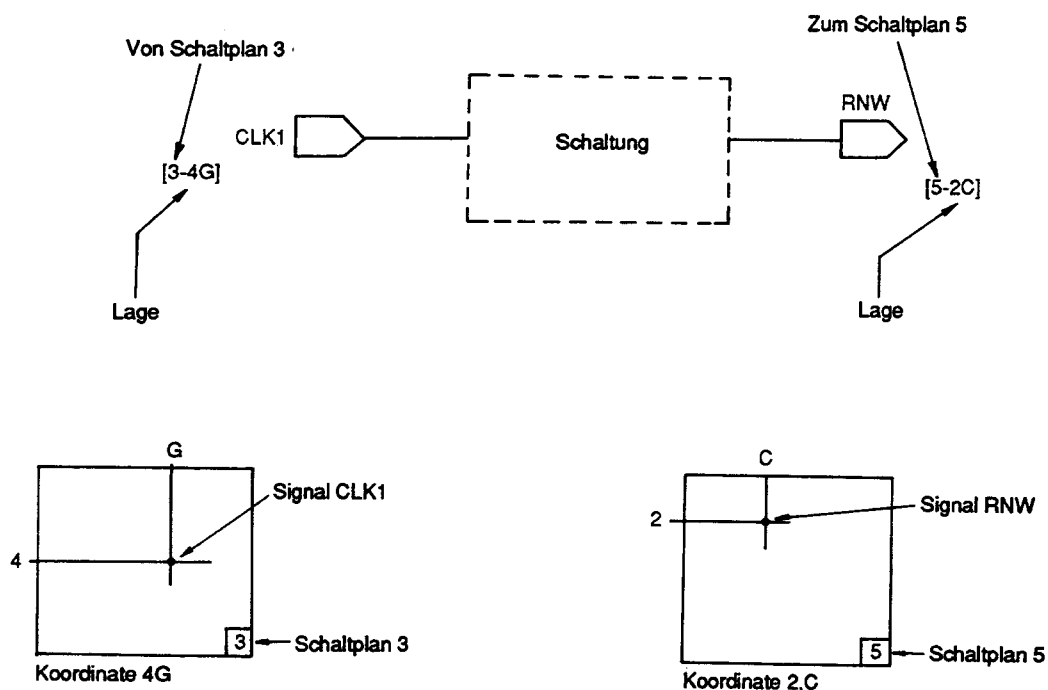 Von Schaltplan 3
Zum Schaltplan 5
CLK1
Schaltung
RNW
[3-4G]
[5-2C]
Lage
Lage
G
Signal CLK1
4
3
Schaltplan 3
Koordinate 4G
C
Signal RNW
2
5
Schaltplan 5
Koordinate 2,C